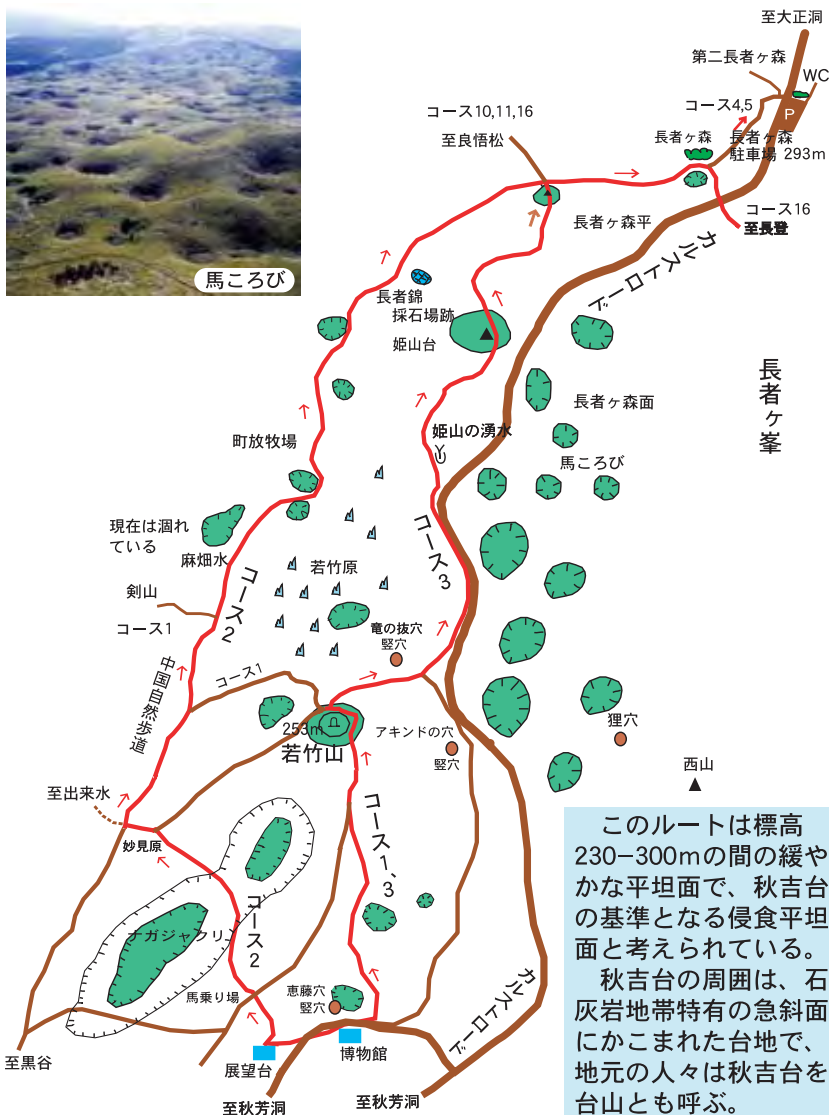 馬ころび
至大正洞
第二長者ヶ森
WC
コース4,5
P
長者ヶ森
長者ヶ森
駐車場 293m
コース10,11,16
至良悟松
コース16
至長登
長者ヶ森平
カルストロード
長者錦
採石場跡
姫山台
長者ヶ峯
長者ヶ森面
姫山の湧水
馬ころび
町放牧場
現在は涸れ
ている
麻畑水
コース2
コース3
若竹原
剣山
コース1
竜の抜穴
竪穴
中国自然歩道
コース1
253m
若竹山
アキンドの穴
竪穴
狸穴
西山
至出来水
妙見原
コース1,3
コース2
ナガジャクリ
馬乗り場
恵藤穴
竪穴
カルストロード
博物館
展望台
至黒谷
至秋芳洞
至秋芳洞
このルートは標高
230−300mの間の緩や
かな平坦面で、秋吉台
の基準となる侵食平坦
面と考えられている。
秋吉台の周囲は、石
灰岩地帯特有の急斜面
にかこまれた台地で、
地元の人々は秋吉台を
台山とも呼ぶ。